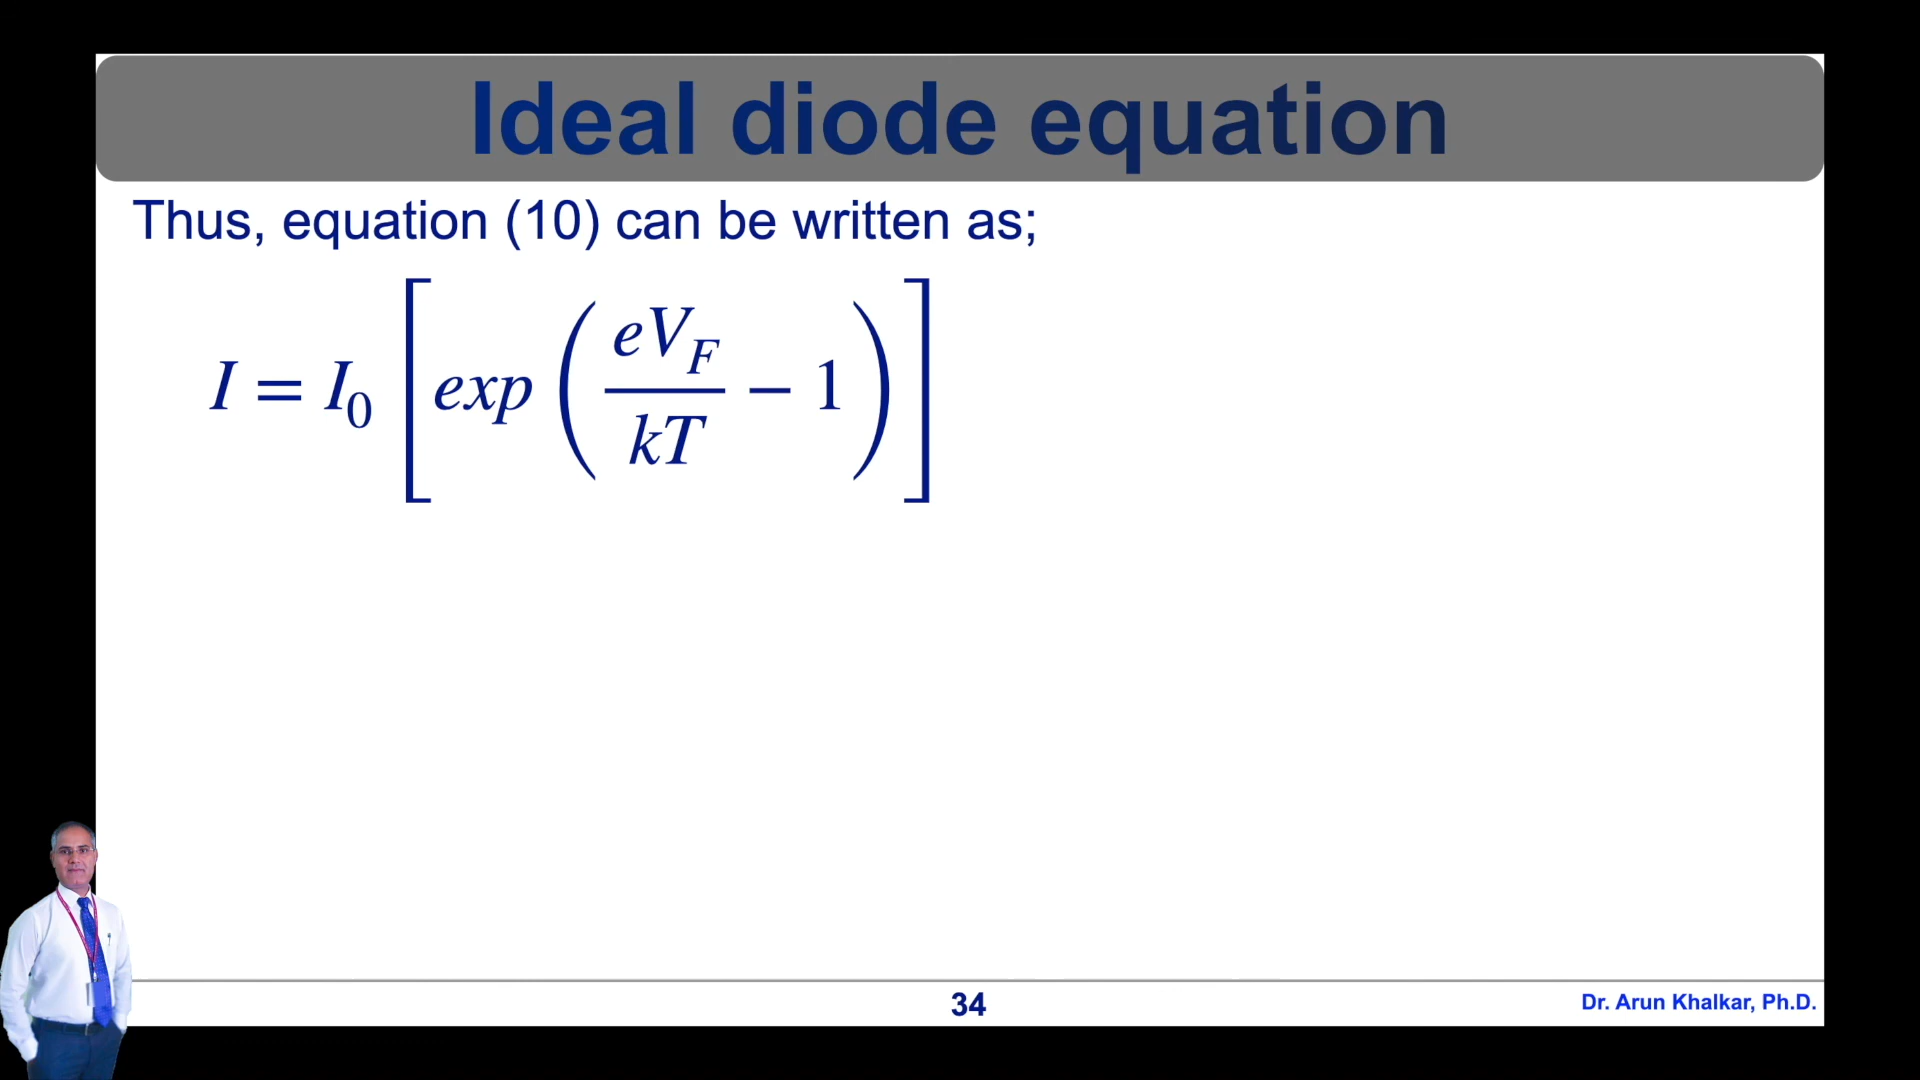 Ideal diode equation
Thus, equation (10) can be written as;
I = I₀ [exp (eV_F/kT − 1)]
34
Dr. Arun Khalkar, Ph.D.